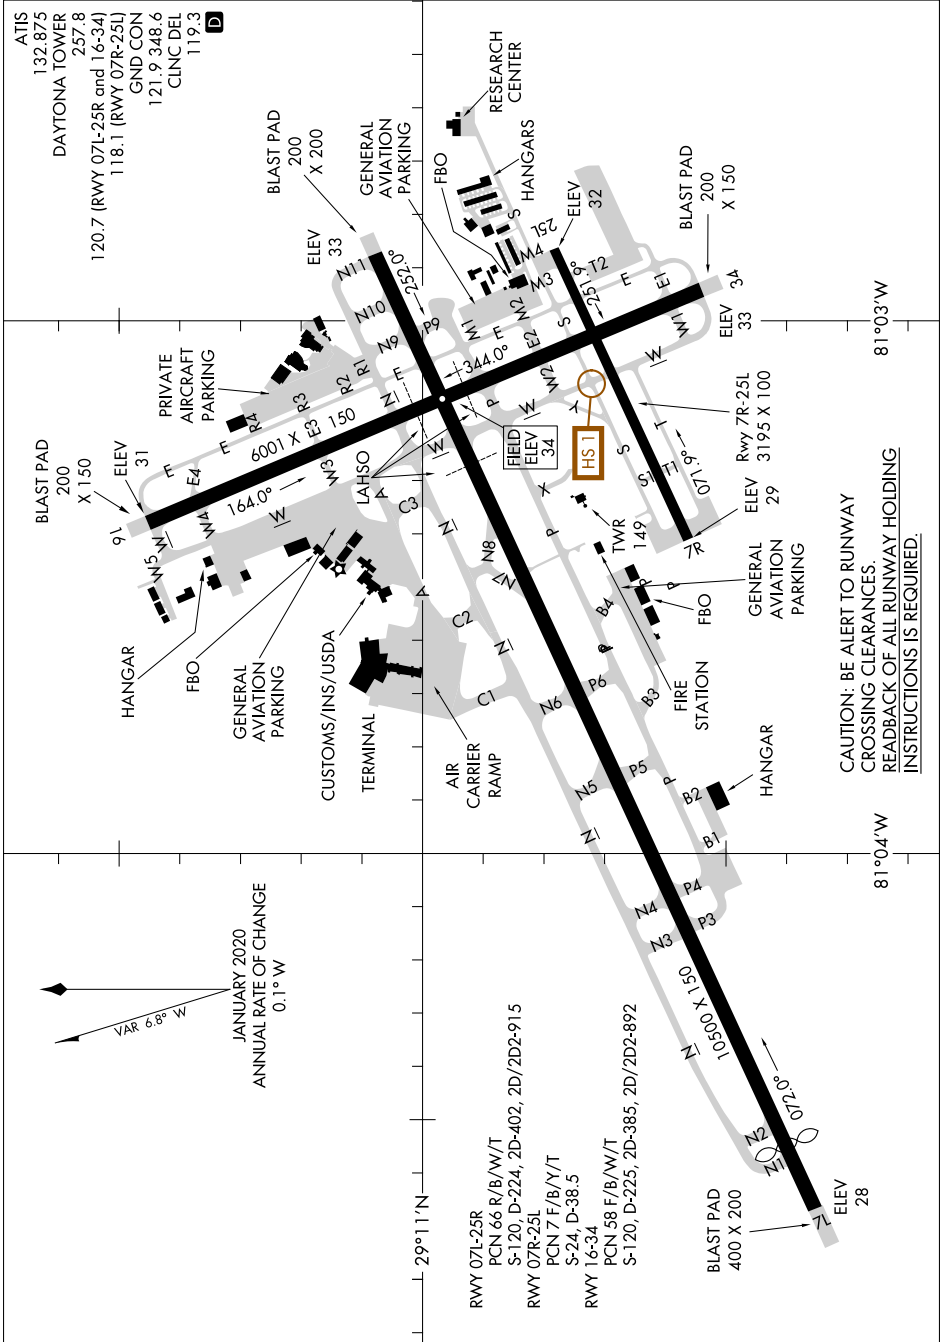 ATIS
132.875
DAYTONA TOWER
257.8
120.7 (RWY 07L-25R and 16-34)
118.1 (RWY 07R-25L)
GND CON
121.9 348.6
CLNC DEL
119.3
D
RESEARCH
CENTER
HANGARS
FBO
GENERAL
AVIATION
PARKING
BLAST PAD
200
X 200
ELEV
33
ELEV
32
BLAST PAD
200
X 150
ELEV
33
81°03'W
PRIVATE
AIRCRAFT
PARKING
BLAST PAD
200
X 150
ELEV
31
16
34
25L
7R
7L
N11
N10
N9
P9
252.0°
R1
R2
R3
R4
E
E
E
E
E
E3
E4
6001 X 150
164.0°
344.0°
W3
W4
W5
W
W
W
W
W
M1
M2
M3
M4
S
S
S
E2
W2
T2
E1
W1
251.9°
Y
HS 1
FIELD
ELEV
34
LAHSO
A
A
C3
C2
C1
N
N
N
N
N
N8
N7
N6
P6
N5
P5
N4
P4
N3
P3
N2
N1
P
P
P
P
P
P
P
X
S1
T1
T
071.9°
Rwy 7R-25L
3195 X 100
ELEV
29
TWR
149
GENERAL
AVIATION
PARKING
FBO
FIRE
STATION
B4
B3
B2
B1
HANGAR
HANGAR
FBO
GENERAL
AVIATION
PARKING
CUSTOMS/INS/USDA
TERMINAL
AIR
CARRIER
RAMP
CAUTION: BE ALERT TO RUNWAY
CROSSING CLEARANCES.
READBACK OF ALL RUNWAY HOLDING
INSTRUCTIONS IS REQUIRED.
81°04'W
10500 X 150
072.0°
BLAST PAD
400 X 200
ELEV
28
VAR 6.8° W
JANUARY 2020
ANNUAL RATE OF CHANGE
0.1° W
29°11'N
RWY 07L-25R
PCN 66 R/B/W/T
S-120, D-224, 2D-402, 2D/2D2-915
RWY 07R-25L
PCN 7 F/B/Y/T
S-24, D-38.5
RWY 16-34
PCN 58 F/B/W/T
S-120, D-225, 2D-385, 2D/2D2-892